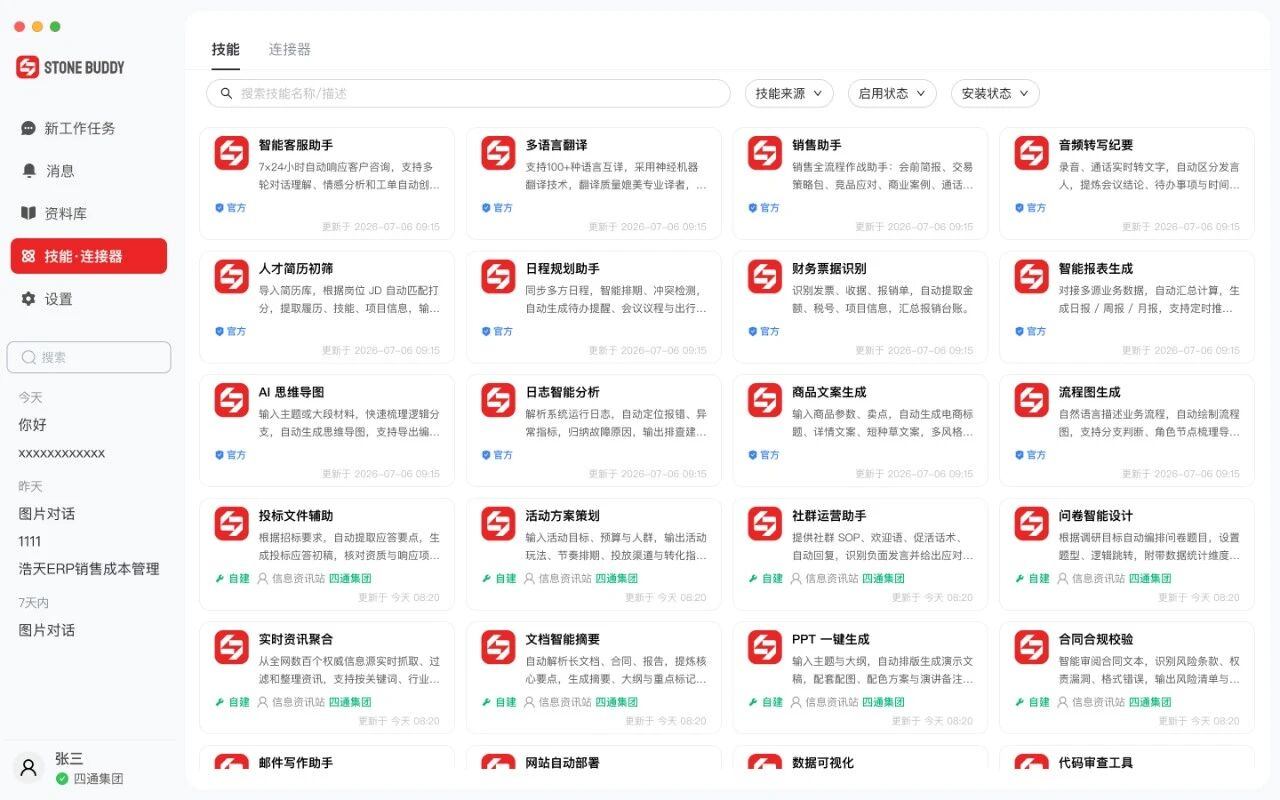 STONE BUDDY
新工作任务
消息
资料库
技能·连接器
设置
搜索
今天
你好
xxxxxxxxxxxx
昨天
图片对话
1111
浩天ERP销售成本管理
7天内
图片对话
张三
四通集团
技能 连接器
搜索技能名称/描述
技能来源 启用状态 安装状态
智能客服助手
7×24小时自动响应客户咨询，支持多
轮对话理解、情感分析和工单自动创...
官方
更新于 2026-07-06 09:15
多语言翻译
支持100+种语言互译，采用神经机器
翻译技术，翻译质量媲美专业译者，...
官方
更新于 2026-07-06 09:15
销售助手
销售全流程作战助手：会前简报、交易
策略包、竞品应对、商业案例、通话...
官方
更新于 2026-07-06 09:15
音频转写纪要
录音、通话实时转文字，自动区分发言
人，提炼会议结论、待办事项与时间...
官方
更新于 2026-07-06 09:15
人才简历初筛
导入简历库，根据岗位 JD 自动匹配打
分，提取履历、技能、项目信息，输...
官方
更新于 2026-07-06 09:15
日程规划助手
同步多方日程，智能排期、冲突检测，
自动生成待办提醒、会议议程与出行...
官方
更新于 2026-07-06 09:15
财务票据识别
识别发票、收据、报销单，自动提取金
额、税号、项目信息，汇总报销台账。
官方
更新于 2026-07-06 09:15
智能报表生成
对接多源业务数据，自动汇总计算，生
成日报 / 周报 / 月报，支持定时推...
官方
更新于 2026-07-06 09:15
AI 思维导图
输入主题或大段材料，快速梳理逻辑分
支，自动生成思维导图，支持导出编...
官方
更新于 2026-07-06 09:15
日志智能分析
解析系统运行日志，自动定位报错、异
常指标，归纳故障原因，输出排查建...
官方
更新于 2026-07-06 09:15
商品文案生成
输入商品参数、卖点，自动生成电商标
题、详情文案、短种草文案，多风格...
官方
更新于 2026-07-06 09:15
流程图生成
自然语言描述业务流程，自动绘制流程
图，支持分支判断、角色节点梳理导...
官方
更新于 2026-07-06 09:15
投标文件辅助
根据招标要求，自动提取应答要点，生
成投标应答初稿，核对资质与响应项...
自建 信息资讯站 四通集团
更新于 今天 08:20
活动方案策划
输入活动目标、预算与人群，输出活动
玩法、节奏排期、投放渠道与转化指...
自建 信息资讯站 四通集团
更新于 今天 08:20
社群运营助手
提供社群 SOP、欢迎语、促活话术、
自动回复，识别负面发言并给出应对...
自建 信息资讯站 四通集团
更新于 今天 08:20
问卷智能设计
根据调研目标自动编排问卷题目，设置
题型、逻辑跳转，附带数据统计维度...
自建 信息资讯站 四通集团
更新于 今天 08:20
实时资讯聚合
从全网数百个权威信息源实时抓取、过
滤和整理资讯，支持按关键词、行业...
自建 信息资讯站 四通集团
更新于 今天 08:20
文档智能摘要
自动解析长文档、合同、报告，提炼核
心要点，生成摘要、大纲与重点标记...
自建 信息资讯站 四通集团
更新于 今天 08:20
PPT 一键生成
输入主题与大纲，自动排版生成演示文
稿，配套配图、配色方案与演讲备注...
自建 信息资讯站 四通集团
更新于 今天 08:20
合同合规校验
智能审阅合同文本，识别风险条款、权
责漏洞、格式错误，输出风险清单与...
自建 信息资讯站 四通集团
更新于 今天 08:20
邮件写作助手
网站自动部署
数据可视化
代码审查工具